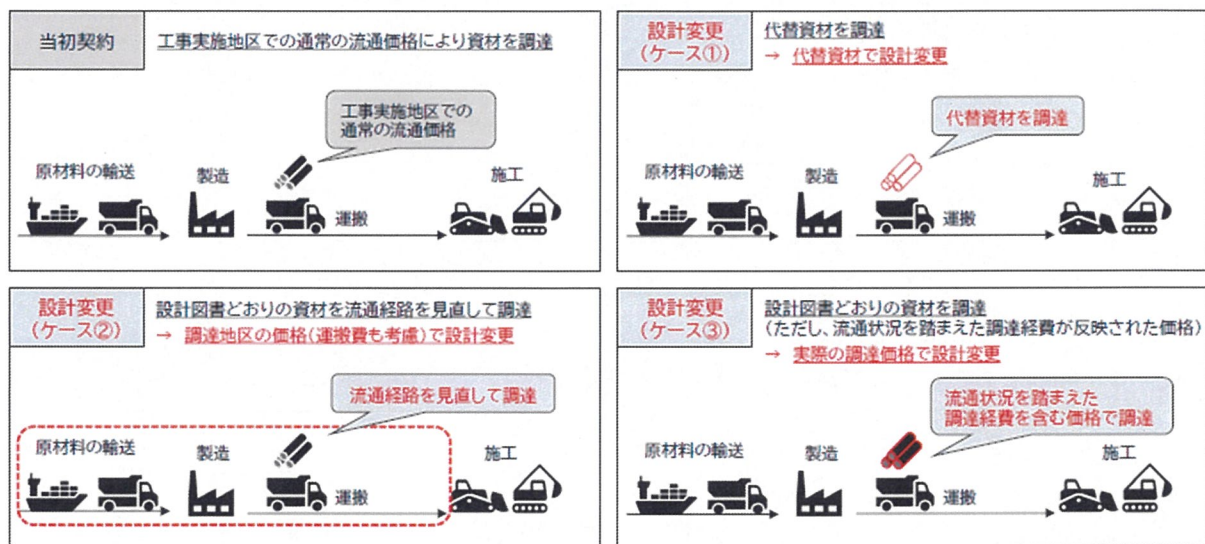 当初契約
工事実施地区での通常の流通価格により資材を調達
工事実施地区での
通常の流通価格
原材料の輸送
製造
運搬
施工
設計変更
(ケース①)
代替資材を調達
→ 代替資材で設計変更
代替資材を調達
原材料の輸送
製造
運搬
施工
設計変更
(ケース②)
設計図書どおりの資材を流通経路を見直して調達
→ 調達地区の価格(運搬費も考慮)で設計変更
流通経路を見直して調達
原材料の輸送
製造
運搬
施工
設計変更
(ケース③)
設計図書どおりの資材を調達
(ただし、流通状況を踏まえた調達経費が反映された価格)
→ 実際の調達価格で設計変更
流通状況を踏まえた
調達経費を含む価格で調達
原材料の輸送
製造
運搬
施工